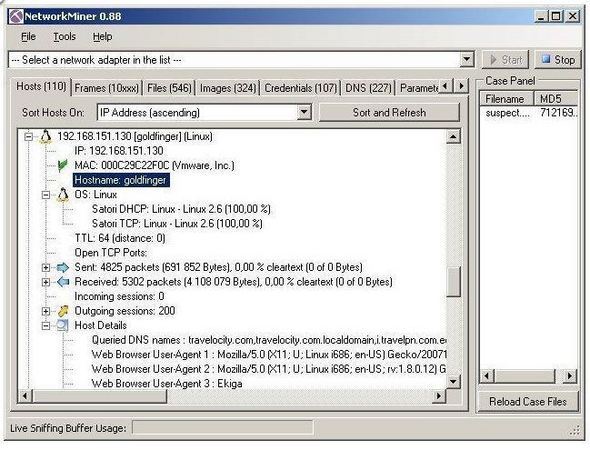 NetworkMiner 0.88
File Tools Help
--- Select a network adapter in the list ---
Start
Stop
Hosts (110) Frames (10xxx) Files (546) Images (324) Credentials (107) DNS (227) Paramete
Case Panel
Filename MD5
suspect.... 712169...
Sort Hosts On: IP Address (ascending) Sort and Refresh
192.168.151.130 [goldfinger] (Linux)
IP: 192.168.151.130
MAC: 000C29C22F0C (Vmware, Inc.)
Hostname: goldfinger
OS: Linux
Satori DHCP: Linux - Linux 2.6 (100,00 %)
Satori TCP: Linux - Linux 2.6 (100,00 %)
TTL: 64 (distance: 0)
Open TCP Ports:
Sent: 4825 packets (691 852 Bytes), 0,00 % cleartext (0 of 0 Bytes)
Received: 5302 packets (4 108 079 Bytes), 0,00 % cleartext (0 of 0 Bytes)
Incoming sessions: 0
Outgoing sessions: 200
Host Details
Queried DNS names : travelocity.com,travelocity.com.localdomain,i.travelpn.com.e
Web Browser User-Agent 1 : Mozilla/5.0 (X11; U; Linux i686; en-US) Gecko/20071
Web Browser User-Agent 2 : Mozilla/5.0 (X11; U; Linux i686; en-US; rv:1.8.0.12) G
Web Browser User-Agent 3 : Ekiga
Reload Case Files
Live Sniffing Buffer Usage: